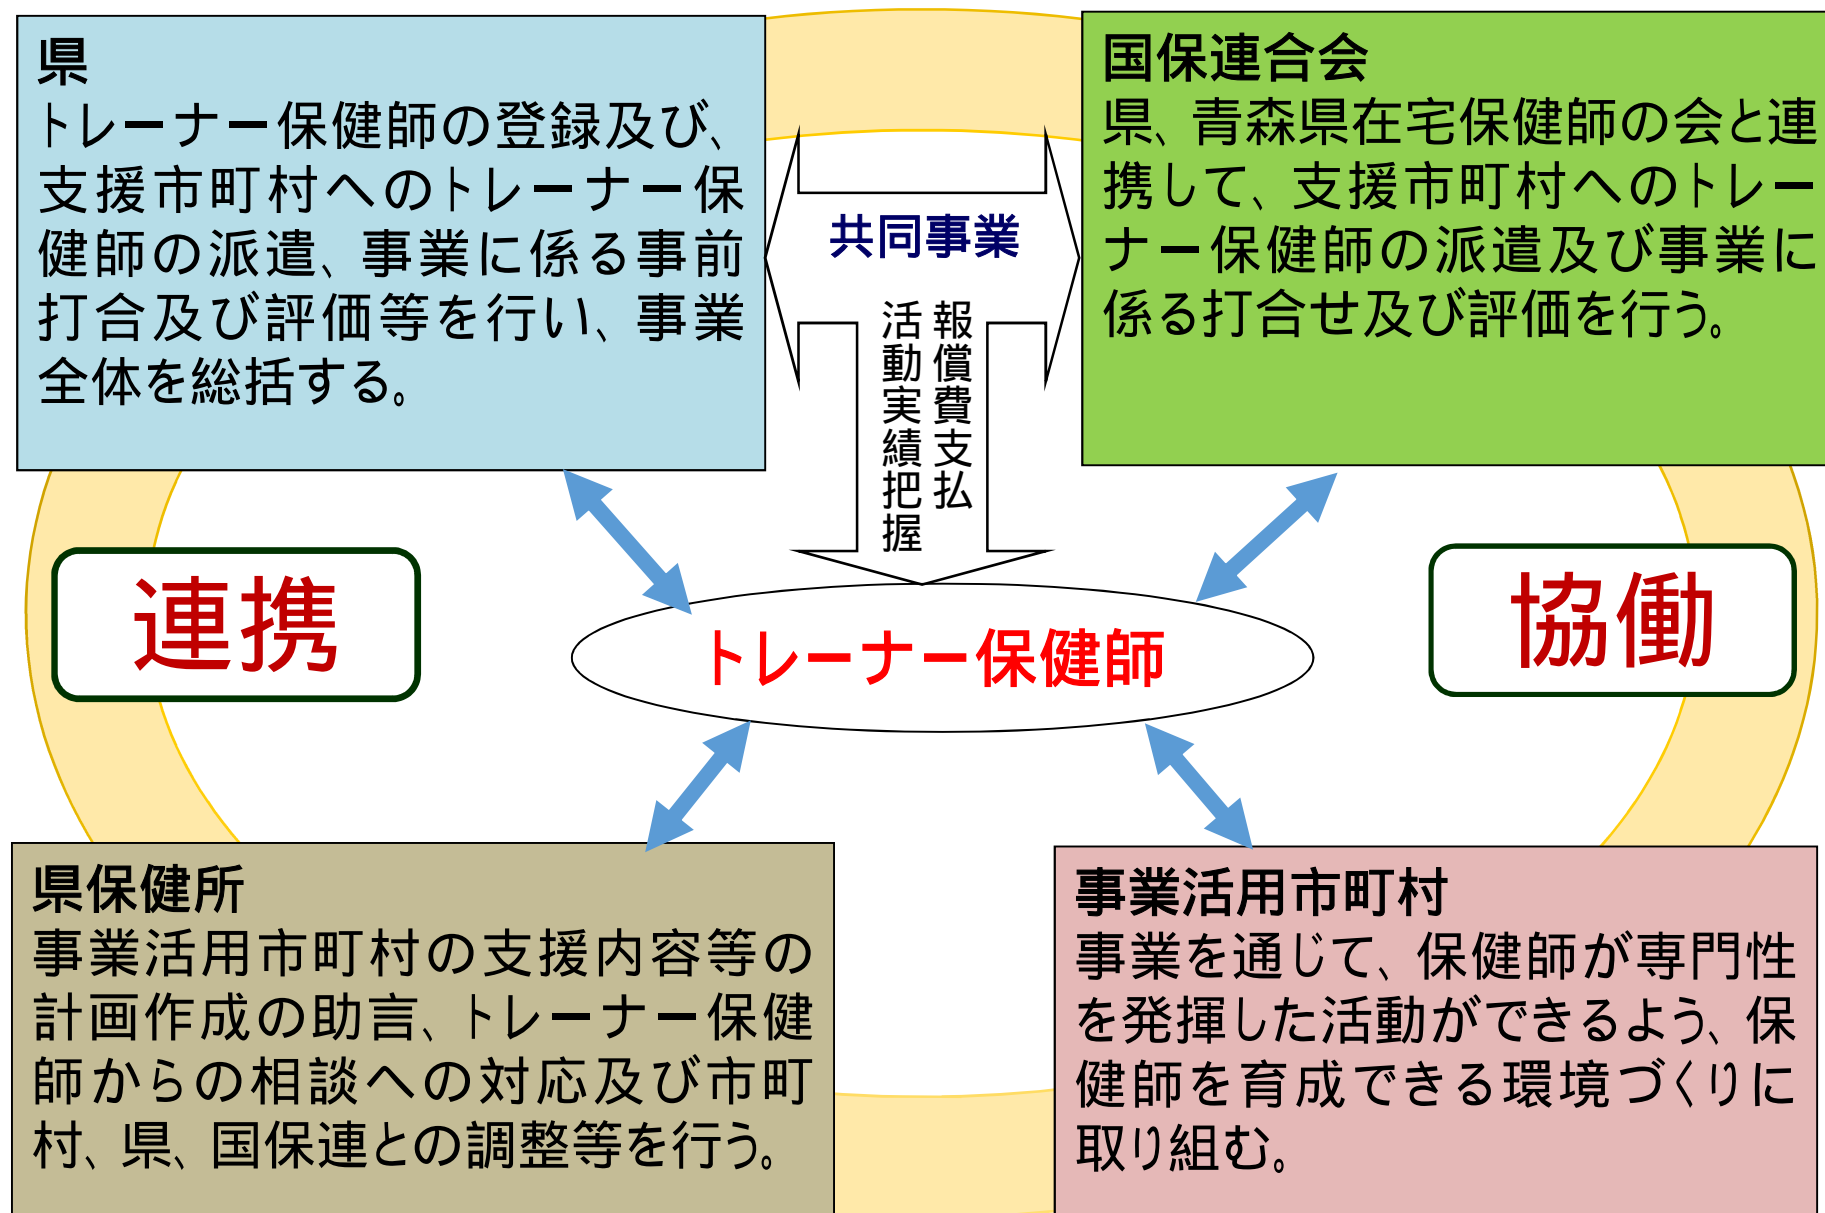 県
トレーナー保健師の登録及び、
支援市町村へのトレーナー保
健師の派遣、事業に係る事前
打合及び評価等を行い、事業
全体を総括する。
共同事業
報償費支払
活動実績把握
国保連合会
県、青森県在宅保健師の会と連
携して、支援市町村へのトレー
ナー保健師の派遣及び事業に
係る打合せ及び評価を行う。
連携
トレーナー保健師
協働
県保健所
事業活用市町村の支援内容等の
計画作成の助言、トレーナー保健
師からの相談への対応及び市町
村、県、国保連との調整等を行う。
事業活用市町村
事業を通じて、保健師が専門性
を発揮した活動ができるよう、保
健師を育成できる環境づくりに
取り組む。